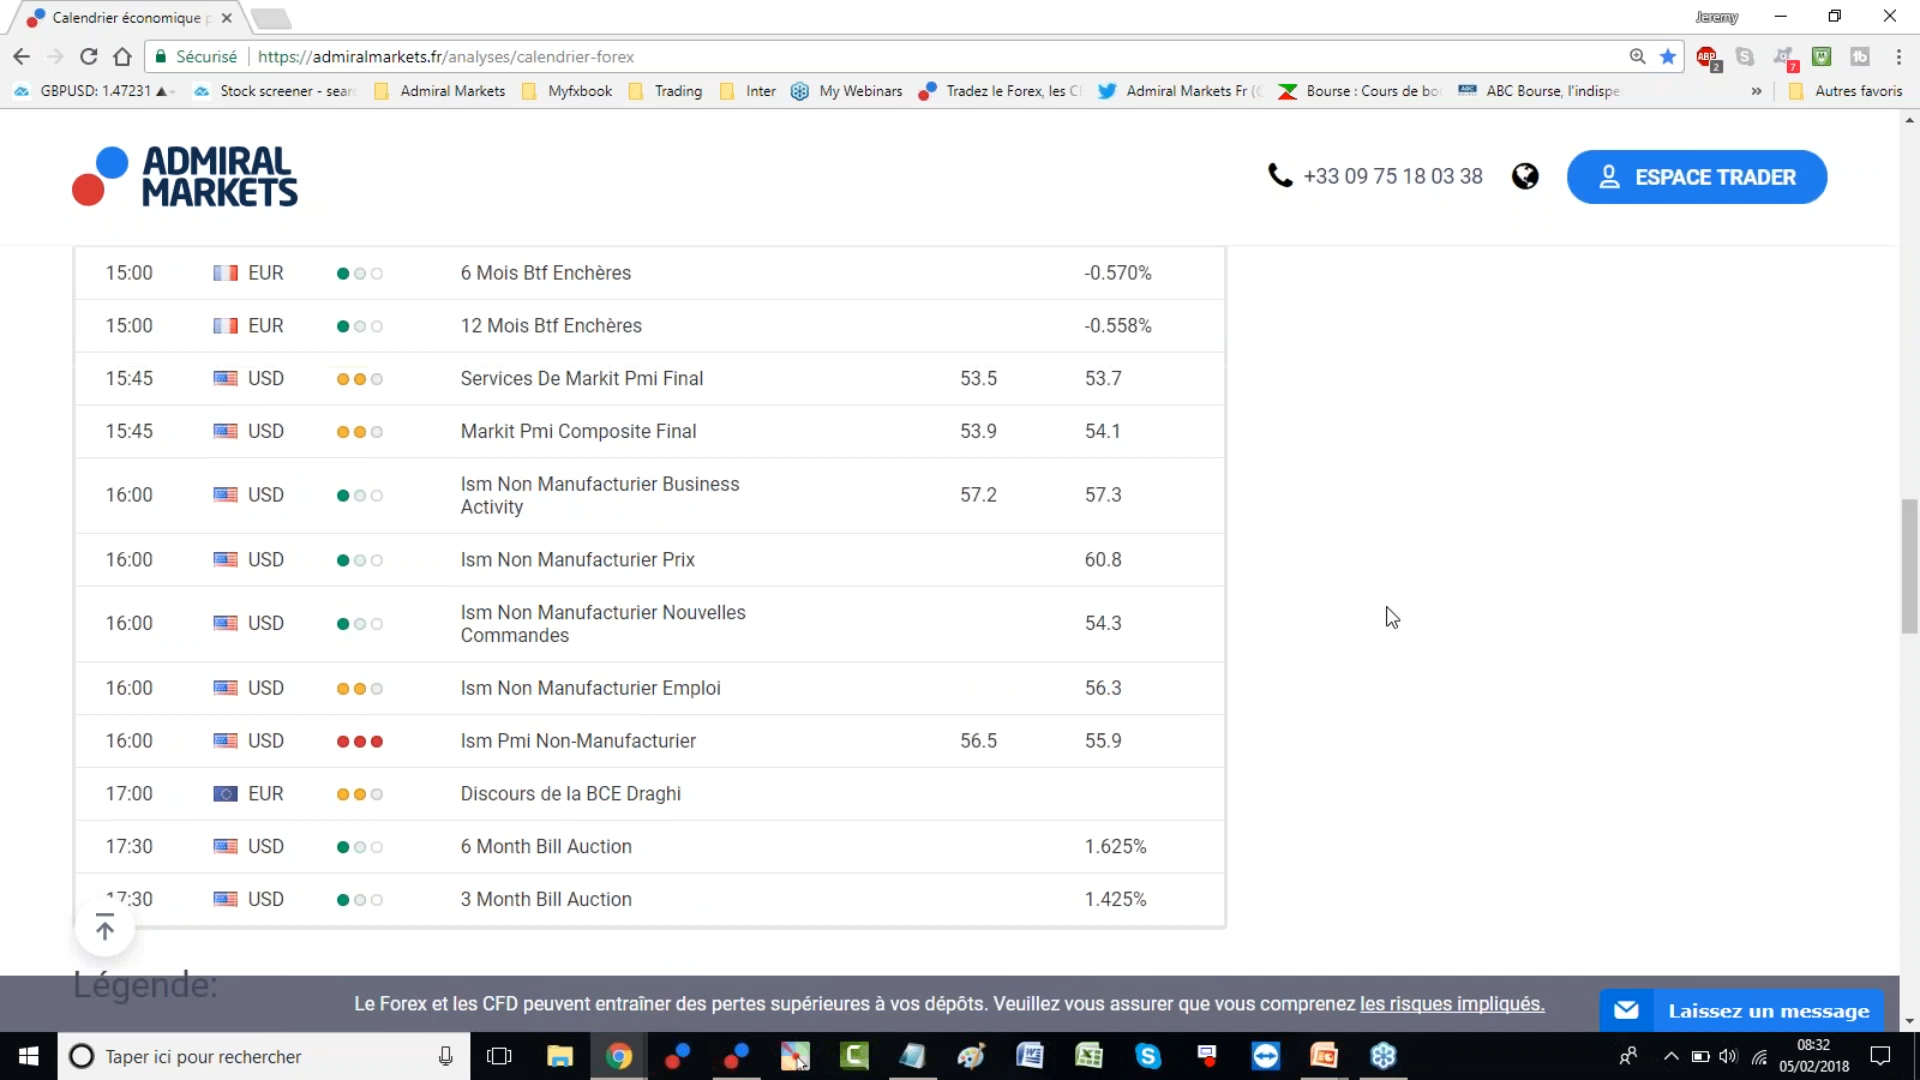 Calendrier économique
Jeremy
Sécurisé https://admiralmarkets.fr/analyses/calendrier-forex
ABP 2 7
GBPUSD: 1.47231 ▲ Stock screener - sear Admiral Markets Myfxbook Trading Inter My Webinars Tradez le Forex, les C Admiral Markets Fr ( Bourse : Cours de bo ABC Bourse, l'indispe » Autres favoris
ADMIRAL
MARKETS
+33 09 75 18 03 38 ESPACE TRADER
15:00 EUR 6 Mois Btf Enchères -0.570%
15:00 EUR 12 Mois Btf Enchères -0.558%
15:45 USD Services De Markit Pmi Final 53.5 53.7
15:45 USD Markit Pmi Composite Final 53.9 54.1
16:00 USD Ism Non Manufacturier Business
Activity 57.2 57.3
16:00 USD Ism Non Manufacturier Prix 60.8
16:00 USD Ism Non Manufacturier Nouvelles
Commandes 54.3
16:00 USD Ism Non Manufacturier Emploi 56.3
16:00 USD Ism Pmi Non-Manufacturier 56.5 55.9
17:00 EUR Discours de la BCE Draghi
17:30 USD 6 Month Bill Auction 1.625%
17:30 USD 3 Month Bill Auction 1.425%
Légende:
Le Forex et les CFD peuvent entraîner des pertes supérieures à vos dépôts. Veuillez vous assurer que vous comprenez les risques impliqués.
Laissez un message
Taper ici pour rechercher
08:32
05/02/2018